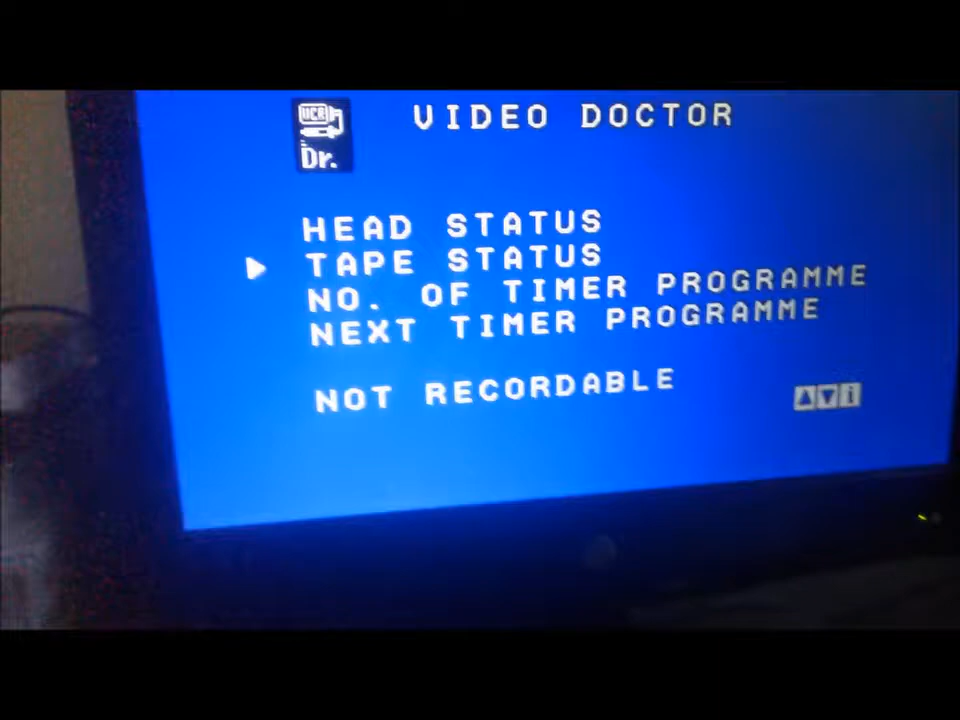 VCR
Dr.
VIDEO DOCTOR
HEAD STATUS
TAPE STATUS
NO. OF TIMER PROGRAMME
NEXT TIMER PROGRAMME
NOT RECORDABLE
i